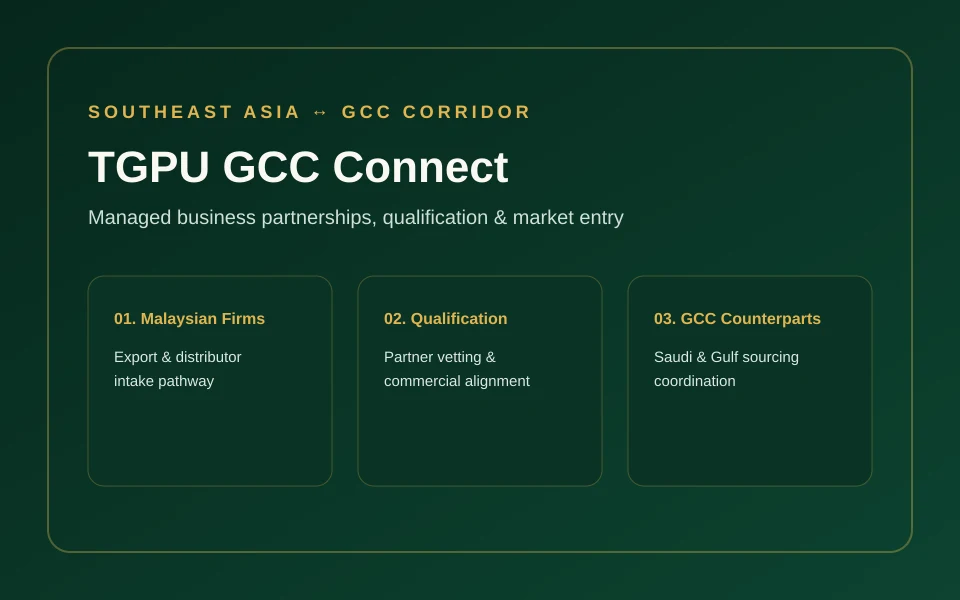 SOUTHEAST ASIA ↔ GCC CORRIDOR
TGPU GCC Connect
Managed business partnerships, qualification & market entry
01. Malaysian Firms
Export & distributor
intake pathway
02. Qualification
Partner vetting &
commercial alignment
03. GCC Counterparts
Saudi & Gulf sourcing
coordination